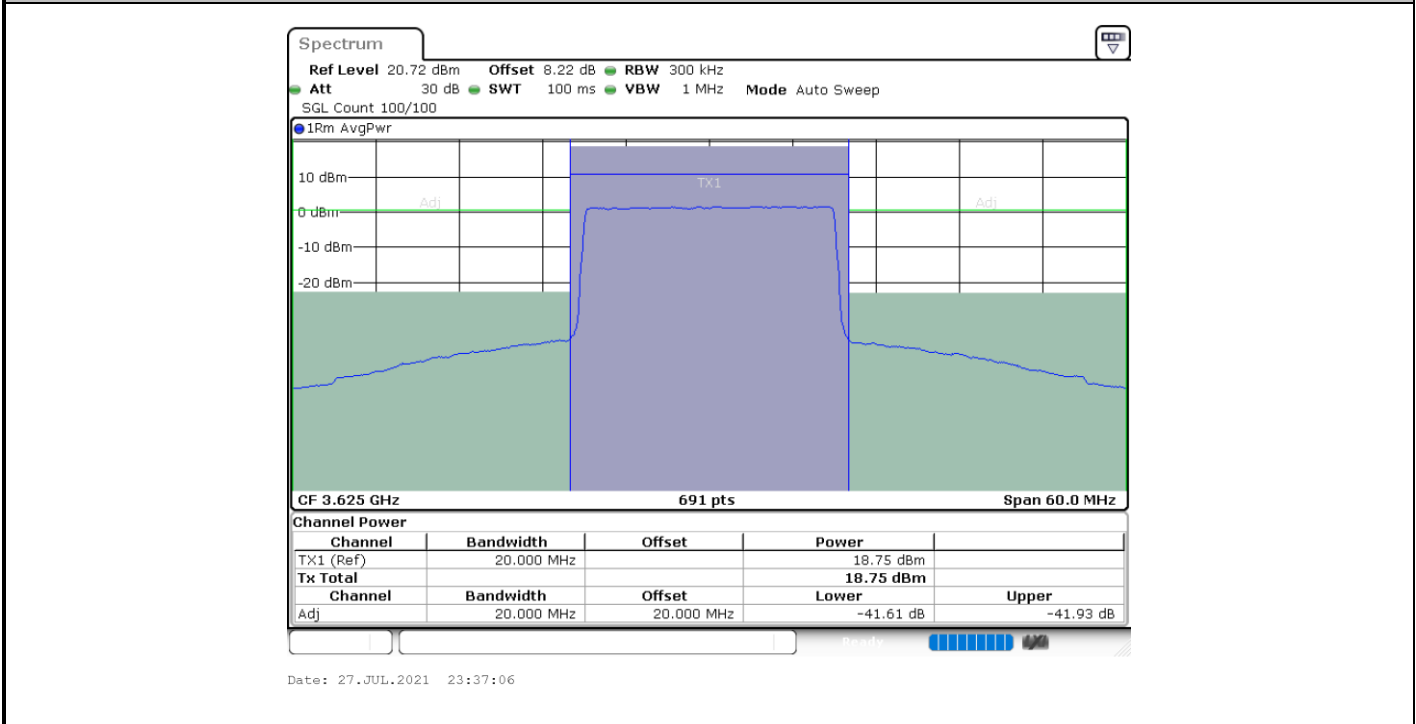 Spectrum
Ref Level 20.72 dBm Offset 8.22 dB RBW 300 kHz
Att 30 dB SWT 100 ms VBW 1 MHz Mode Auto Sweep
SGL Count 100/100
1Rm AvgPwr
10 dBm
TX1
Adj Adj
0 dBm
-10 dBm
-20 dBm
CF 3.625 GHz 691 pts Span 60.0 MHz
Channel Power
Channel Bandwidth Offset Power
TX1 (Ref) 20.000 MHz 18.75 dBm
Tx Total 18.75 dBm
Channel Bandwidth Offset Lower Upper
Adj 20.000 MHz 20.000 MHz -41.61 dB -41.93 dB
Ready
Date: 27.JUL.2021 23:37:06